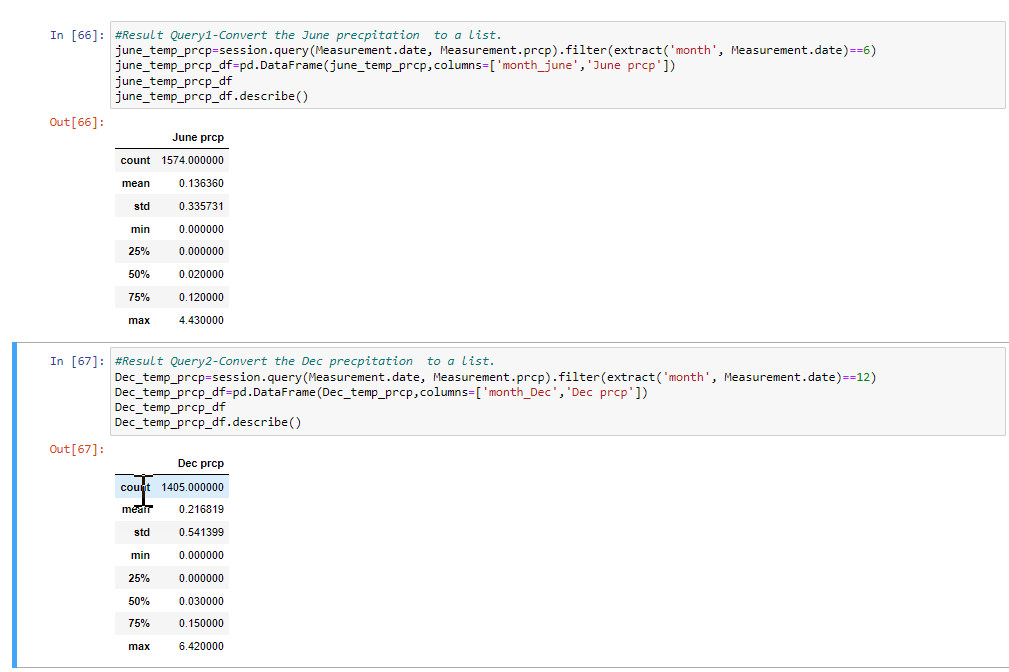 In [66]: #Result Query1-Convert the June precpitation  to a list.
june_temp_prcp=session.query(Measurement.date, Measurement.prcp).filter(extract('month', Measurement.date)==6)
june_temp_prcp_df=pd.DataFrame(june_temp_prcp,columns=['month_june','June prcp'])
june_temp_prcp_df
june_temp_prcp_df.describe()
Out[66]:
June prcp
count 1574.000000
mean 0.136360
std 0.335731
min 0.000000
25% 0.000000
50% 0.020000
75% 0.120000
max 4.430000
In [67]: #Result Query2-Convert the Dec precpitation  to a list.
Dec_temp_prcp=session.query(Measurement.date, Measurement.prcp).filter(extract('month', Measurement.date)==12)
Dec_temp_prcp_df=pd.DataFrame(Dec_temp_prcp,columns=['month_Dec','Dec prcp'])
Dec_temp_prcp_df
Dec_temp_prcp_df.describe()
Out[67]:
Dec prcp
count 1405.000000
mean 0.216819
std 0.541399
min 0.000000
25% 0.000000
50% 0.030000
75% 0.150000
max 6.420000